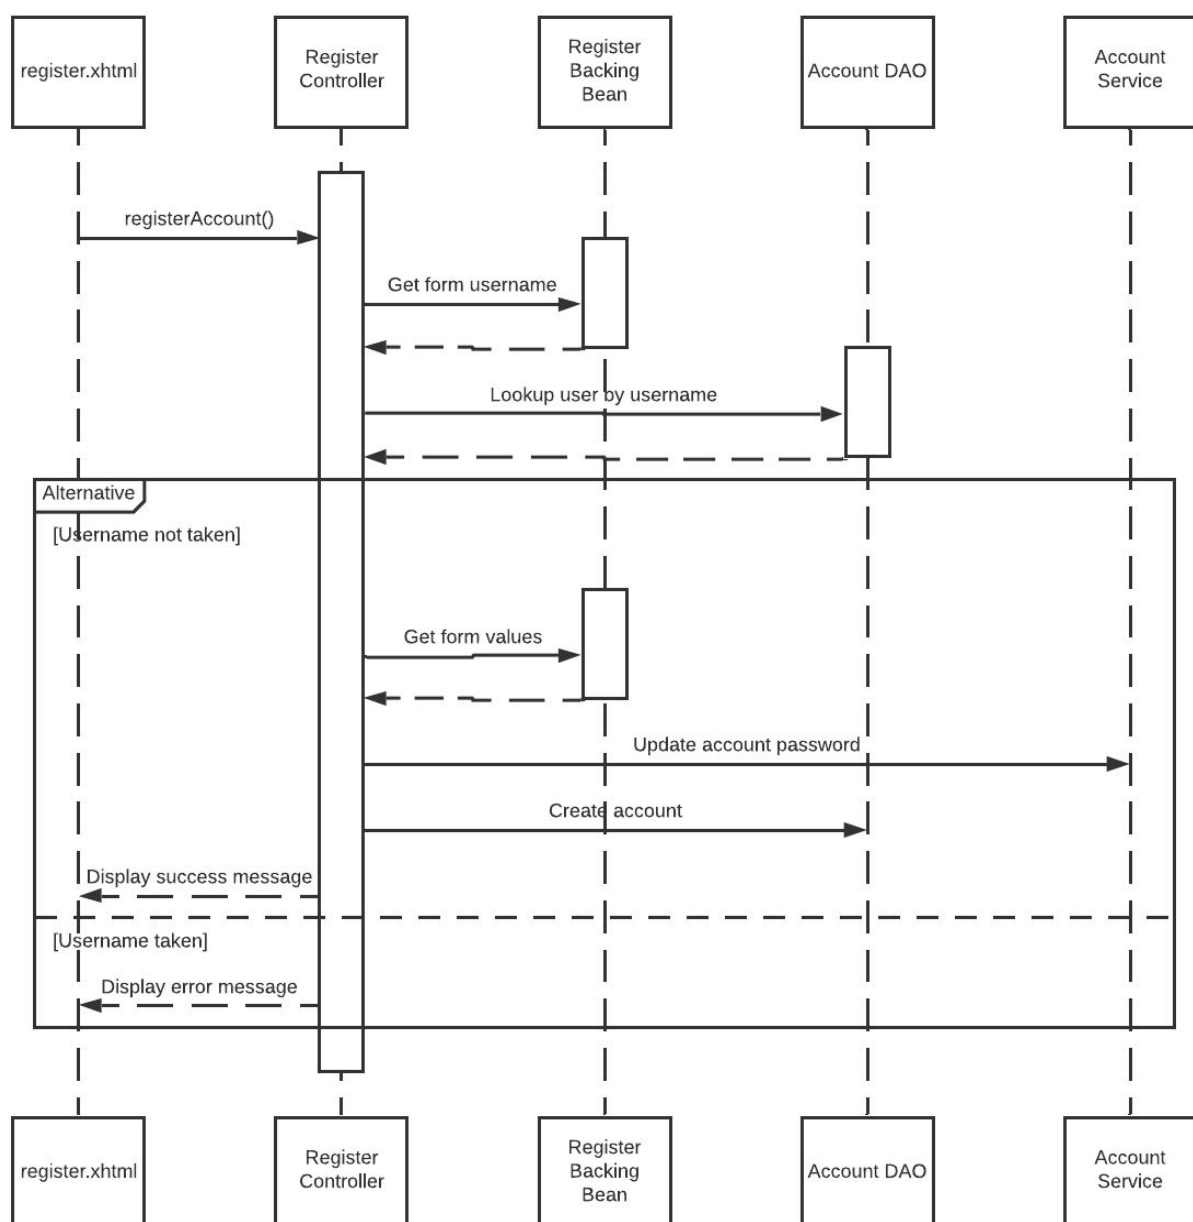 register.xhtml
Register
Controller
Register
Backing
Bean
Account DAO
Account
Service
registerAccount()
Get form username
Lookup user by username
Alternative
[Username not taken]
Get form values
Update account password
Create account
Display success message
[Username taken]
Display error message
register.xhtml
Register
Controller
Register
Backing
Bean
Account DAO
Account
Service